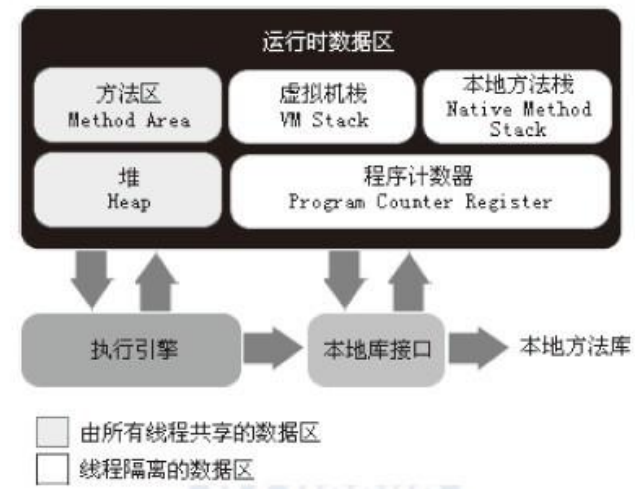 运行时数据区
方法区
Method Area
虚拟机栈
VM Stack
本地方法栈
Native Method
Stack
堆
Heap
程序计数器
Program Counter Register
执行引擎
本地库接口
本地方法库
由所有线程共享的数据区
线程隔离的数据区